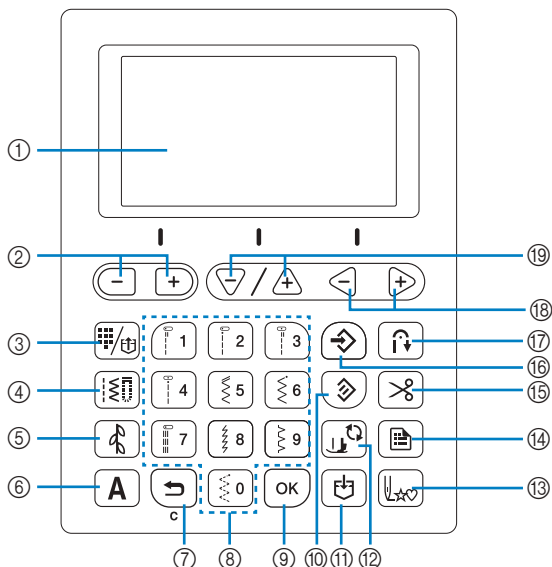 ①
②
− +
− / +
− +
⑲
⑱
③
1 2 3
⑰
⑯
④
4 5 6
⑮
⑤
7 8 9
⑭
⑥
A
C
0
OK
⑬
⑦ ⑧ ⑨ ⑩ ⑪ ⑫